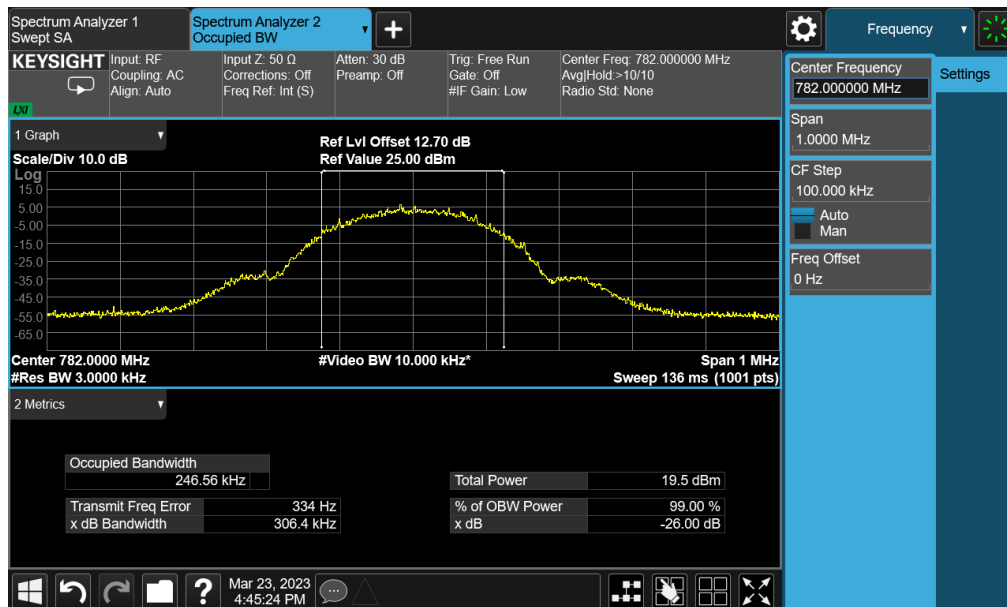 Spectrum Analyzer 1
Swept SA
Spectrum Analyzer 2
Occupied BW
Frequency
KEYSIGHT
LXI
Input: RF
Coupling: AC
Align: Auto
Input Z: 50 Ω
Corrections: Off
Freq Ref: Int (S)
Atten: 30 dB
Preamp: Off
Trig: Free Run
Gate: Off
#IF Gain: Low
Center Freq: 782.000000 MHz
Avg|Hold:>10/10
Radio Std: None
Center Frequency
782.000000 MHz
Settings
Span
1.0000 MHz
CF Step
100.000 kHz
Auto
Man
Freq Offset
0 Hz
1 Graph
Scale/Div 10.0 dB
Ref Lvl Offset 12.70 dB
Ref Value 25.00 dBm
Log
15.0
5.00
-5.00
-15.0
-25.0
-35.0
-45.0
-55.0
-65.0
Center 782.0000 MHz
#Video BW 10.000 kHz*
Span 1 MHz
#Res BW 3.0000 kHz
Sweep 136 ms (1001 pts)
2 Metrics
Occupied Bandwidth
246.56 kHz
Total Power 19.5 dBm
Transmit Freq Error 334 Hz
% of OBW Power 99.00 %
x dB Bandwidth 306.4 kHz
x dB -26.00 dB
?
Mar 23, 2023
4:45:24 PM